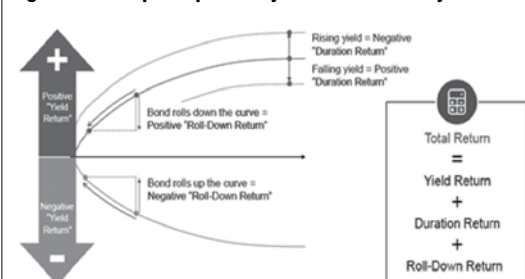 +
Positive
"Yield
Return"
Rising yield = Negative
"Duration Return"
Falling yield = Positive
"Duration Return"
Bond rolls down the curve =
Positive "Roll-Down Return"
Bond rolls up the curve =
Negative "Roll-Down Return"
Negative
"Yield
Return"
-
Total Return
=
Yield Return
+
Duration Return
+
Roll-Down Return